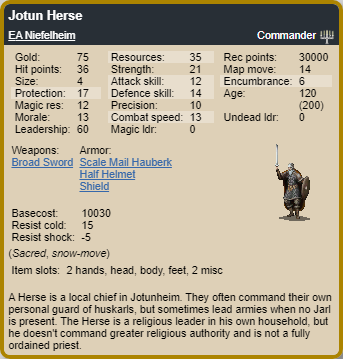 Jotun Herse
EA Niefelheim Commander
Gold: 75 Resources: 35 Rec points: 30000
Hit points: 36 Strength: 21 Map move: 14
Size: 4 Attack skill: 12 Encumbrance: 6
Protection: 17 Defence skill: 14 Age: 120
Magic res: 12 Precision: 10 (200)
Morale: 13 Combat speed: 13 Undead ldr: 0
Leadership: 60 Magic ldr: 0
Weapons: Armor:
Broad Sword Scale Mail Hauberk
Half Helmet
Shield
Basecost: 10030
Resist cold: 15
Resist shock: -5
(Sacred, snow-move)
Item slots: 2 hands, head, body, feet, 2 misc
A Herse is a local chief in Jotunheim. They often command their own
personal guard of huskarls, but sometimes lead armies when no Jarl
is present. The Herse is a religious leader in his own household, but
he doesn't command greater religious authority and is not a fully
ordained priest.